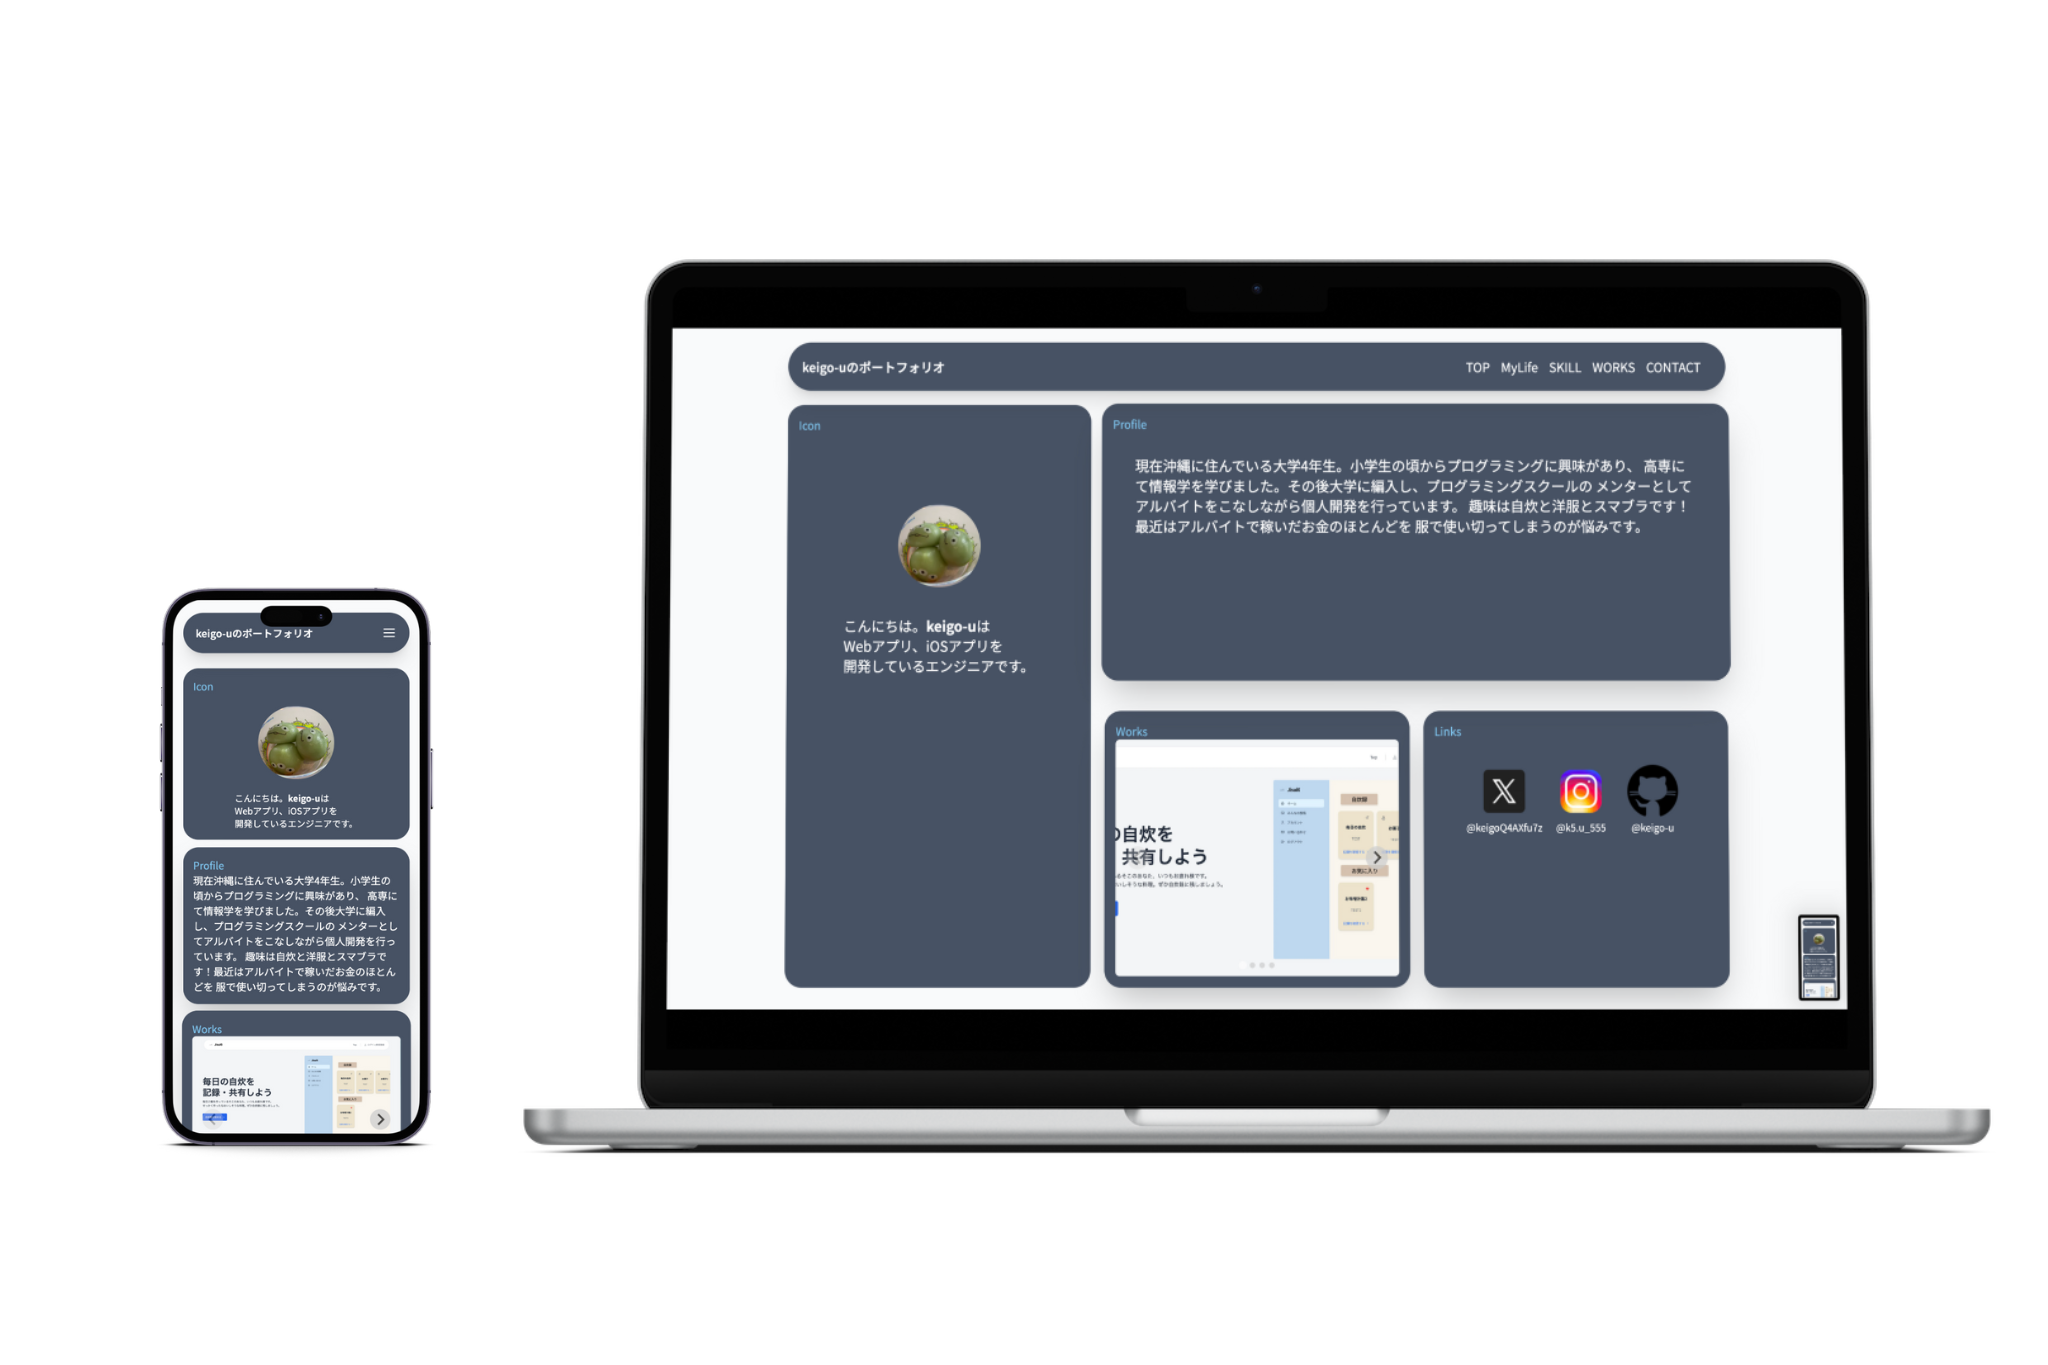 keigo-uのポートフォリオ
Icon
こんにちは。keigo-uは
Webアプリ、iOSアプリを
開発しているエンジニアです。
Profile
現在沖縄に住んでいる大学4年生。小学生の
頃からプログラミングに興味があり、 高専に
て情報学を学びました。その後大学に編入
し、プログラミングスクールの メンターとし
てアルバイトをこなしながら個人開発を行っ
ています。 趣味は自炊と洋服とスマブラで
す！最近はアルバイトで稼いだお金のほとん
どを 服で使い切ってしまうのが悩みです。
Works
毎日の自炊を
記録・共有しよう
keigo-uのポートフォリオ
TOP MyLife SKILL WORKS CONTACT
Icon
こんにちは。keigo-uは
Webアプリ、iOSアプリを
開発しているエンジニアです。
Profile
現在沖縄に住んでいる大学4年生。小学生の頃からプログラミングに興味があり、 高専に
て情報学を学びました。その後大学に編入し、プログラミングスクールの メンターとして
アルバイトをこなしながら個人開発を行っています。 趣味は自炊と洋服とスマブラです！
最近はアルバイトで稼いだお金のほとんどを 服で使い切ってしまうのが悩みです。
Works
Top
の自炊を
共有しよう
お気に入り
Links
@keigoQ4AXfu7z @k5.u_555 @keigo-u